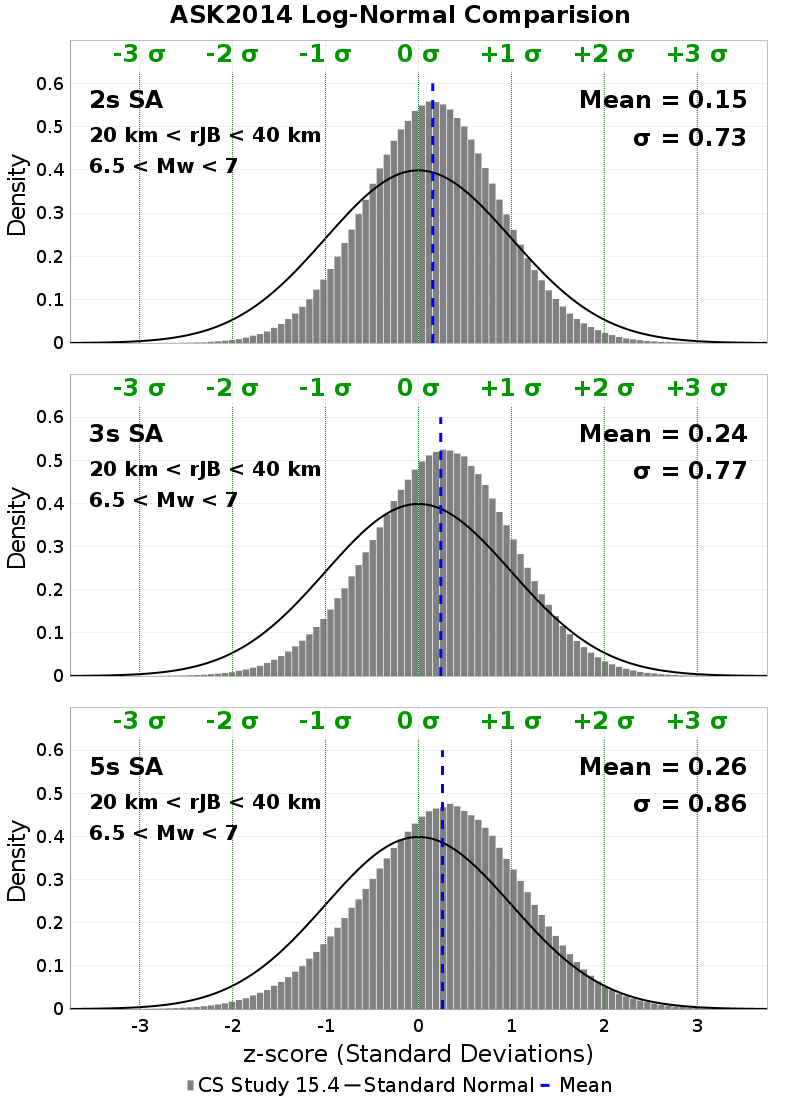 ASK2014 Log-Normal Comparision
-3 σ -2 σ -1 σ 0 σ +1 σ +2 σ +3 σ
2s SA
Mean = 0.15
20 km < rJB < 40 km
σ = 0.73
6.5 < Mw < 7
Density
0.6
0.5
0.4
0.3
0.2
0.1
0
-3 σ -2 σ -1 σ 0 σ +1 σ +2 σ +3 σ
3s SA
Mean = 0.24
20 km < rJB < 40 km
σ = 0.77
6.5 < Mw < 7
Density
0.6
0.5
0.4
0.3
0.2
0.1
0
-3 σ -2 σ -1 σ 0 σ +1 σ +2 σ +3 σ
5s SA
Mean = 0.26
20 km < rJB < 40 km
σ = 0.86
6.5 < Mw < 7
Density
0.6
0.5
0.4
0.3
0.2
0.1
0
-3 -2 -1 0 1 2 3
z-score (Standard Deviations)
CS Study 15.4 Standard Normal Mean